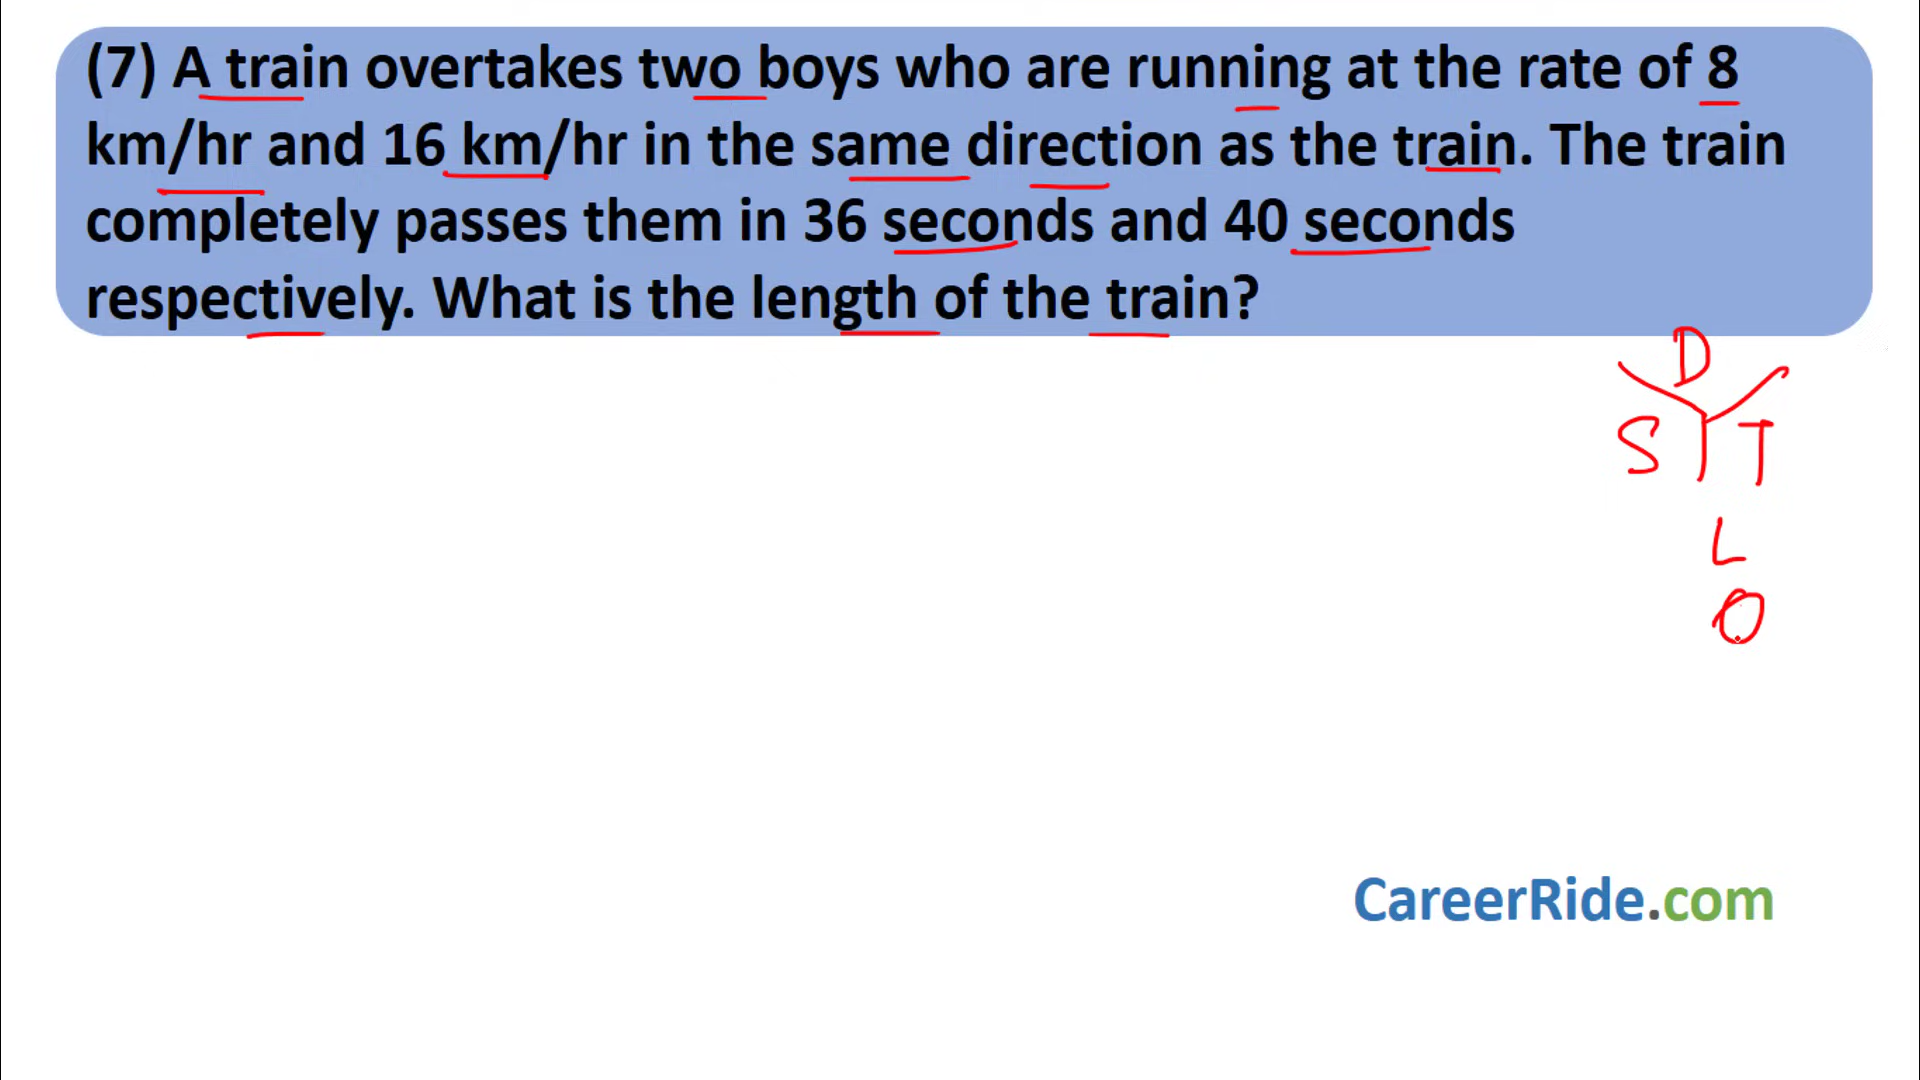 (7) A train overtakes two boys who are running at the rate of 8
km/hr and 16 km/hr in the same direction as the train. The train
completely passes them in 36 seconds and 40 seconds
respectively. What is the length of the train?
D
S T
L
O
CareerRide.com